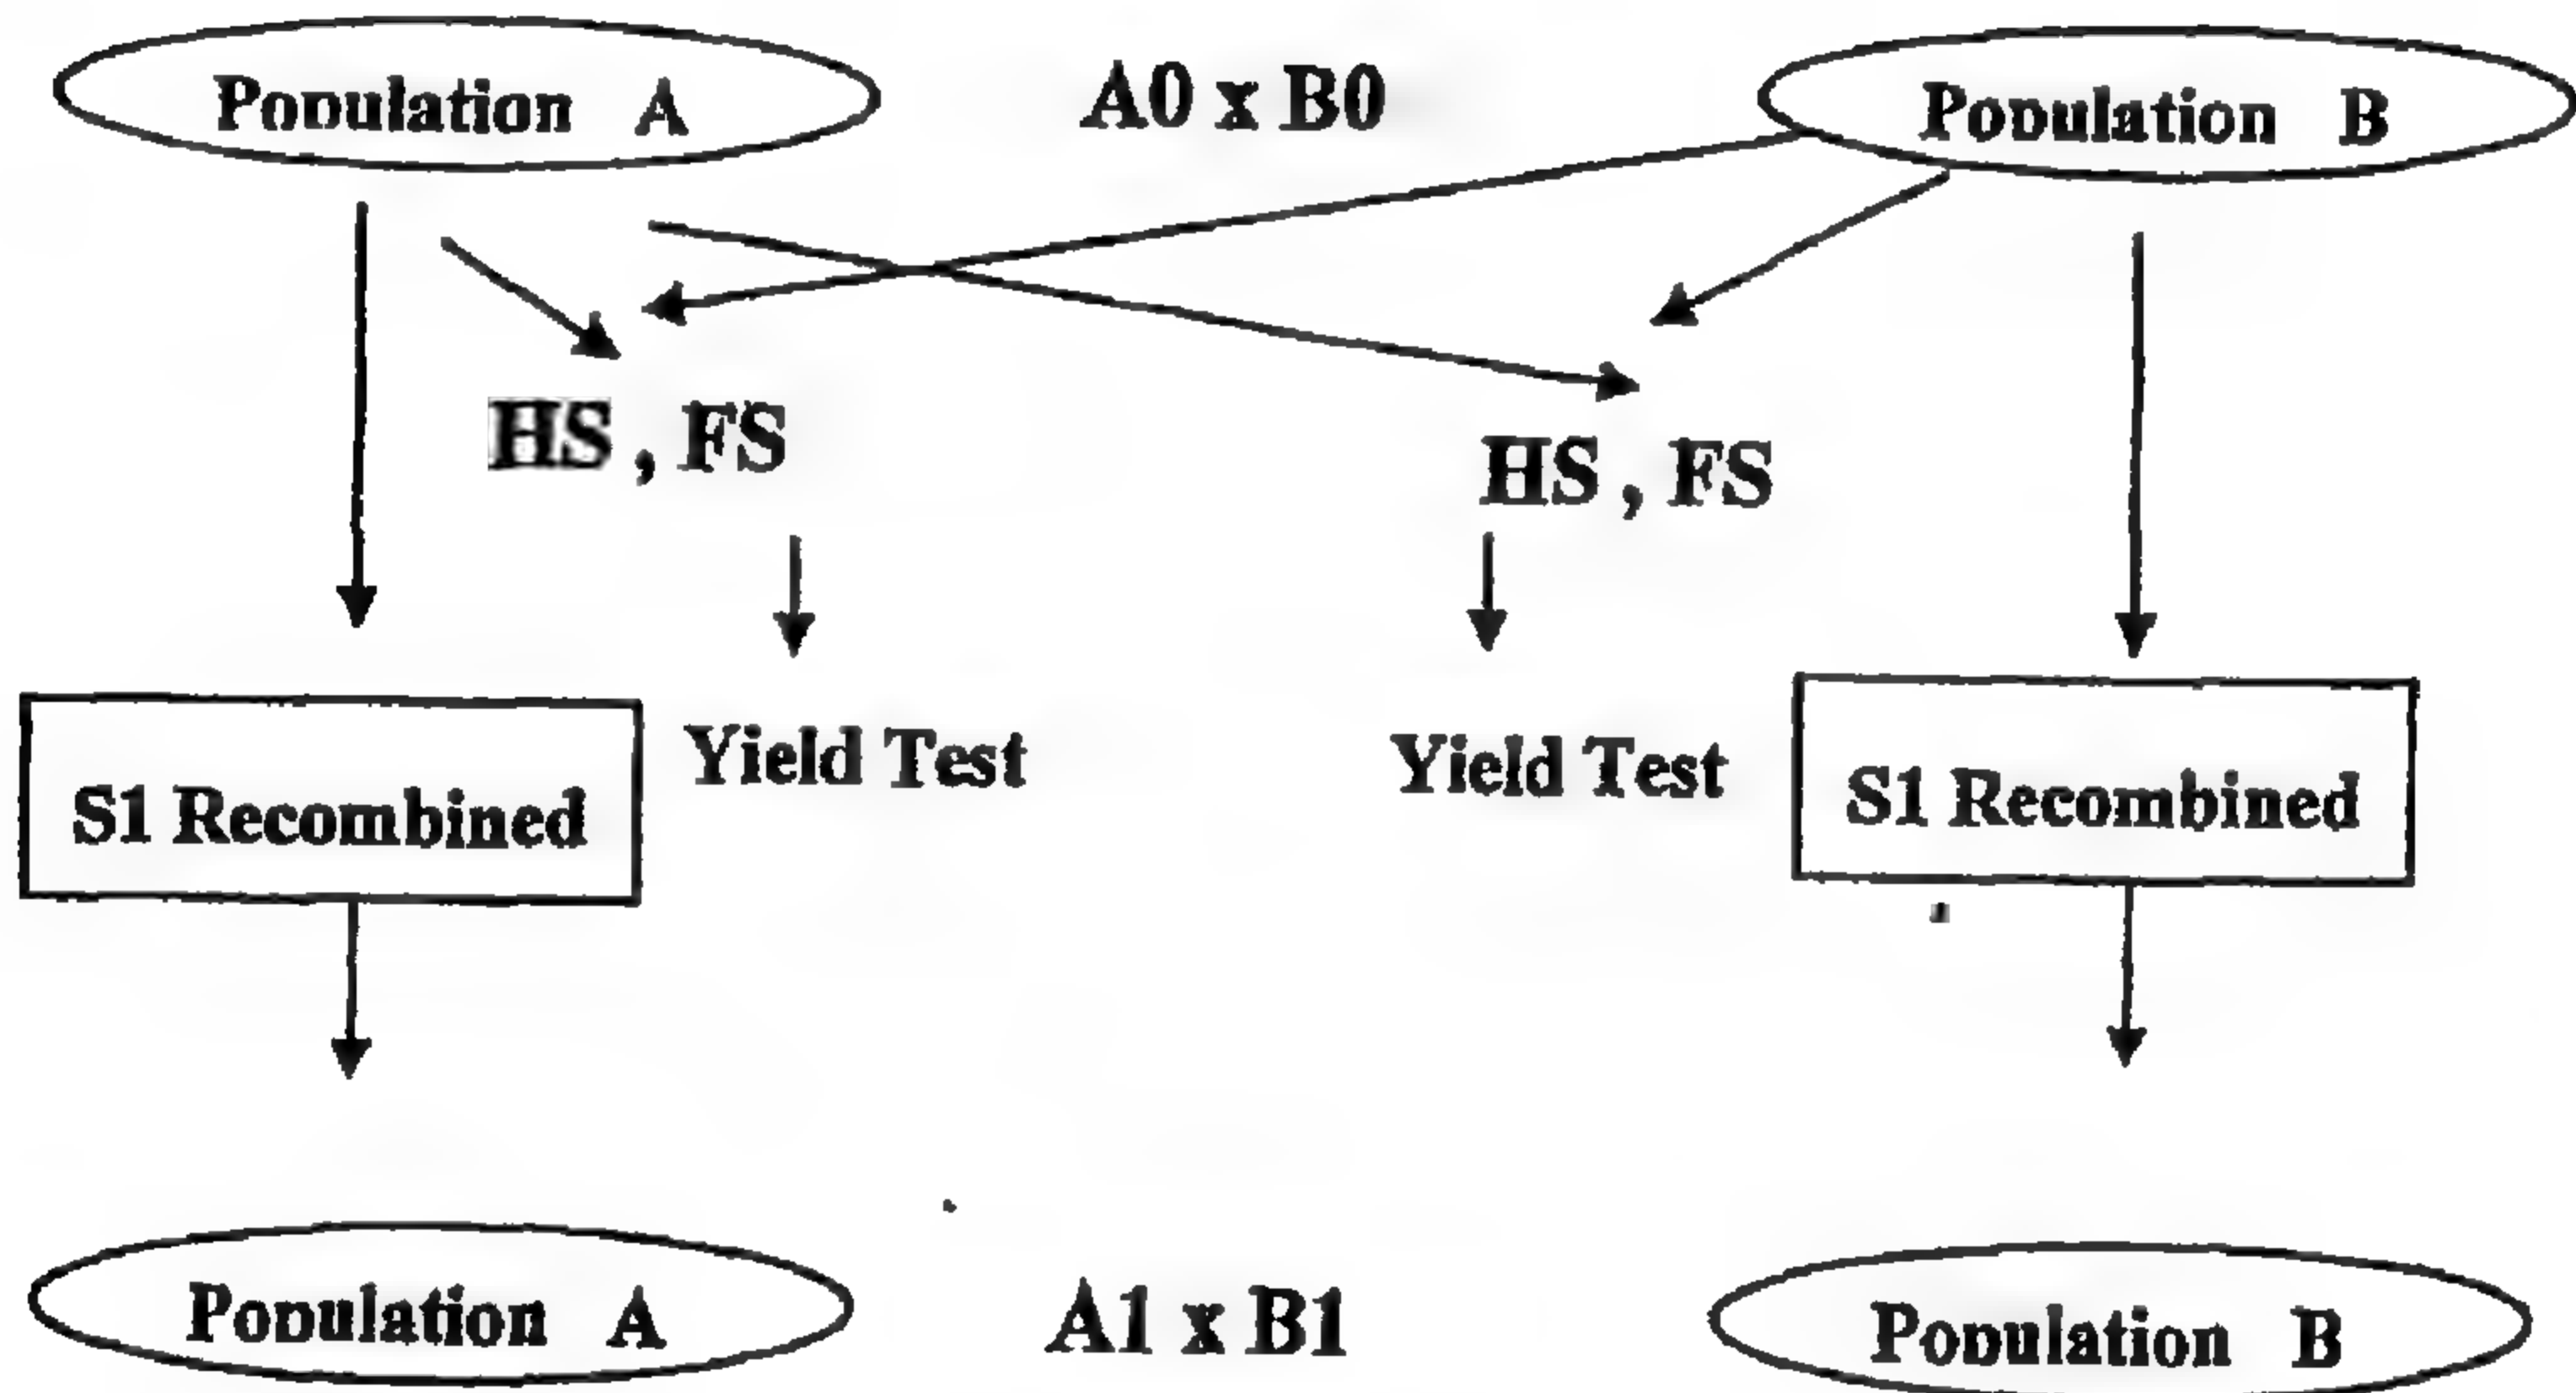 Population A
A0 x B0
Population B
HS , FS
HS , FS
Yield Test
Yield Test
S1 Recombined
S1 Recombined
Population A
A1 x B1
Population B